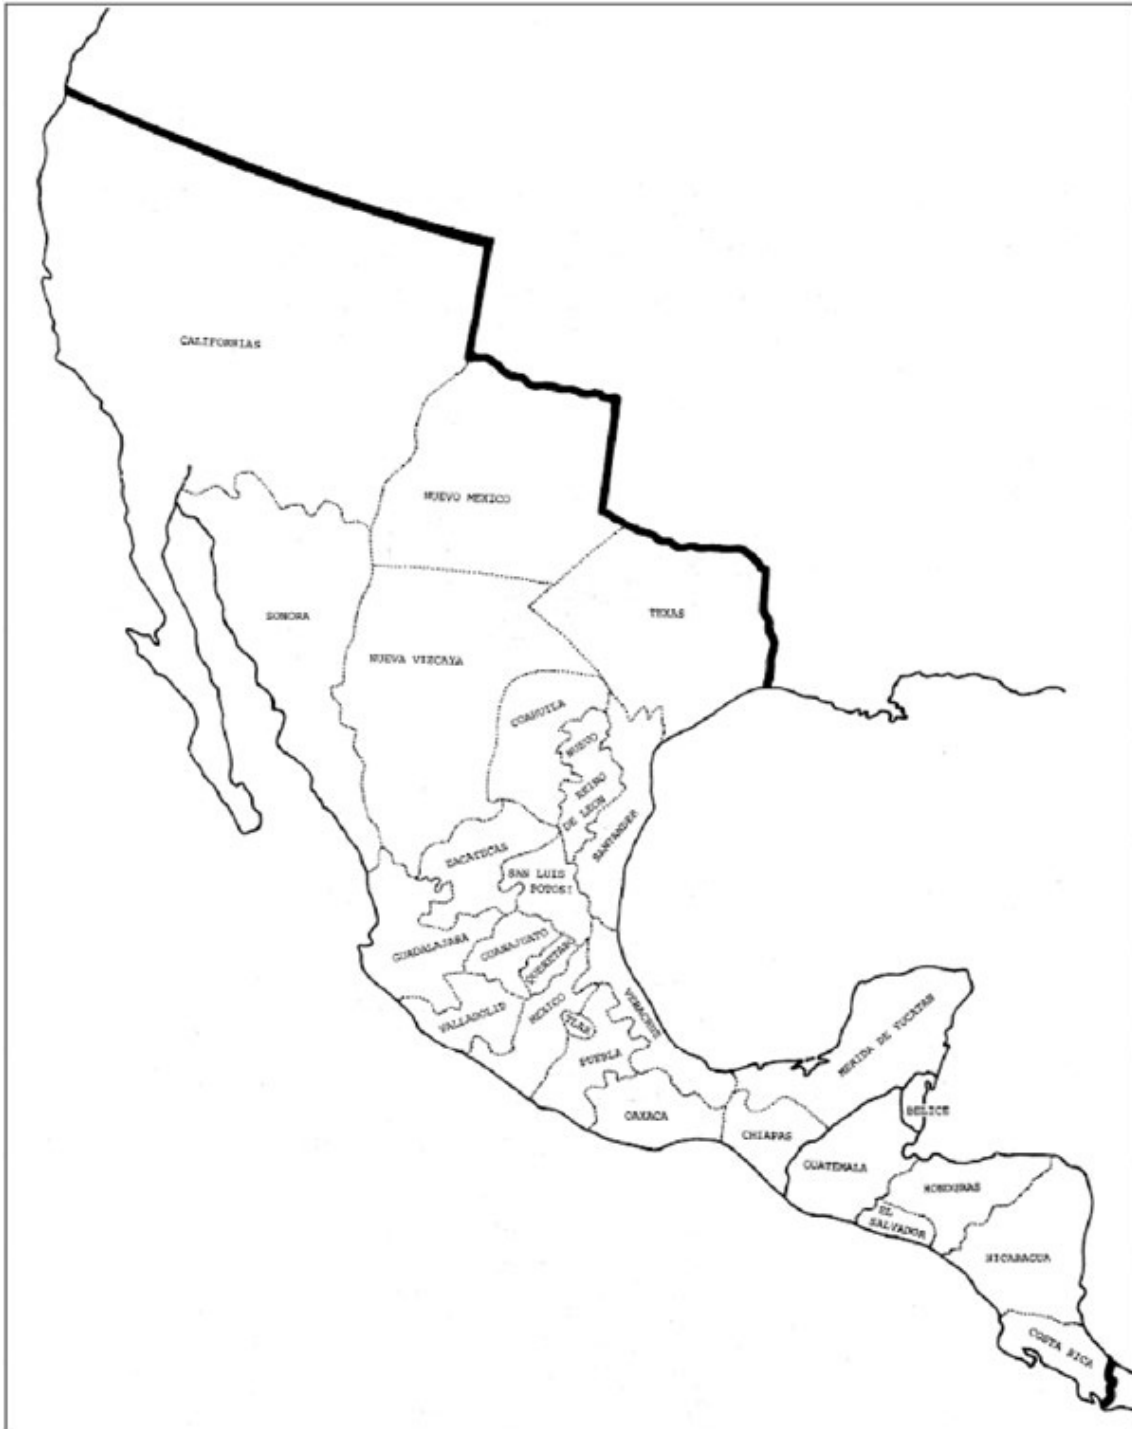 CALIFORNIAS
NUEVO MEXICO
SONORA
TEXAS
NUEVA VIZCAYA
COAHUILA
NUEVO
REINO
DE LEON
SANTANDER
ZACATECAS
SAN LUIS
POTOSI
GUADALAJARA
GUANAJUATO
QUERETARO
VALLADOLID
MEXICO
TLAX
VERACRUZ
PUEBLA
OAXACA
MERIDA DE YUCATAN
BELICE
CHIAPAS
GUATEMALA
HONDURAS
EL
SALVADOR
NICARAGUA
COSTA RICA